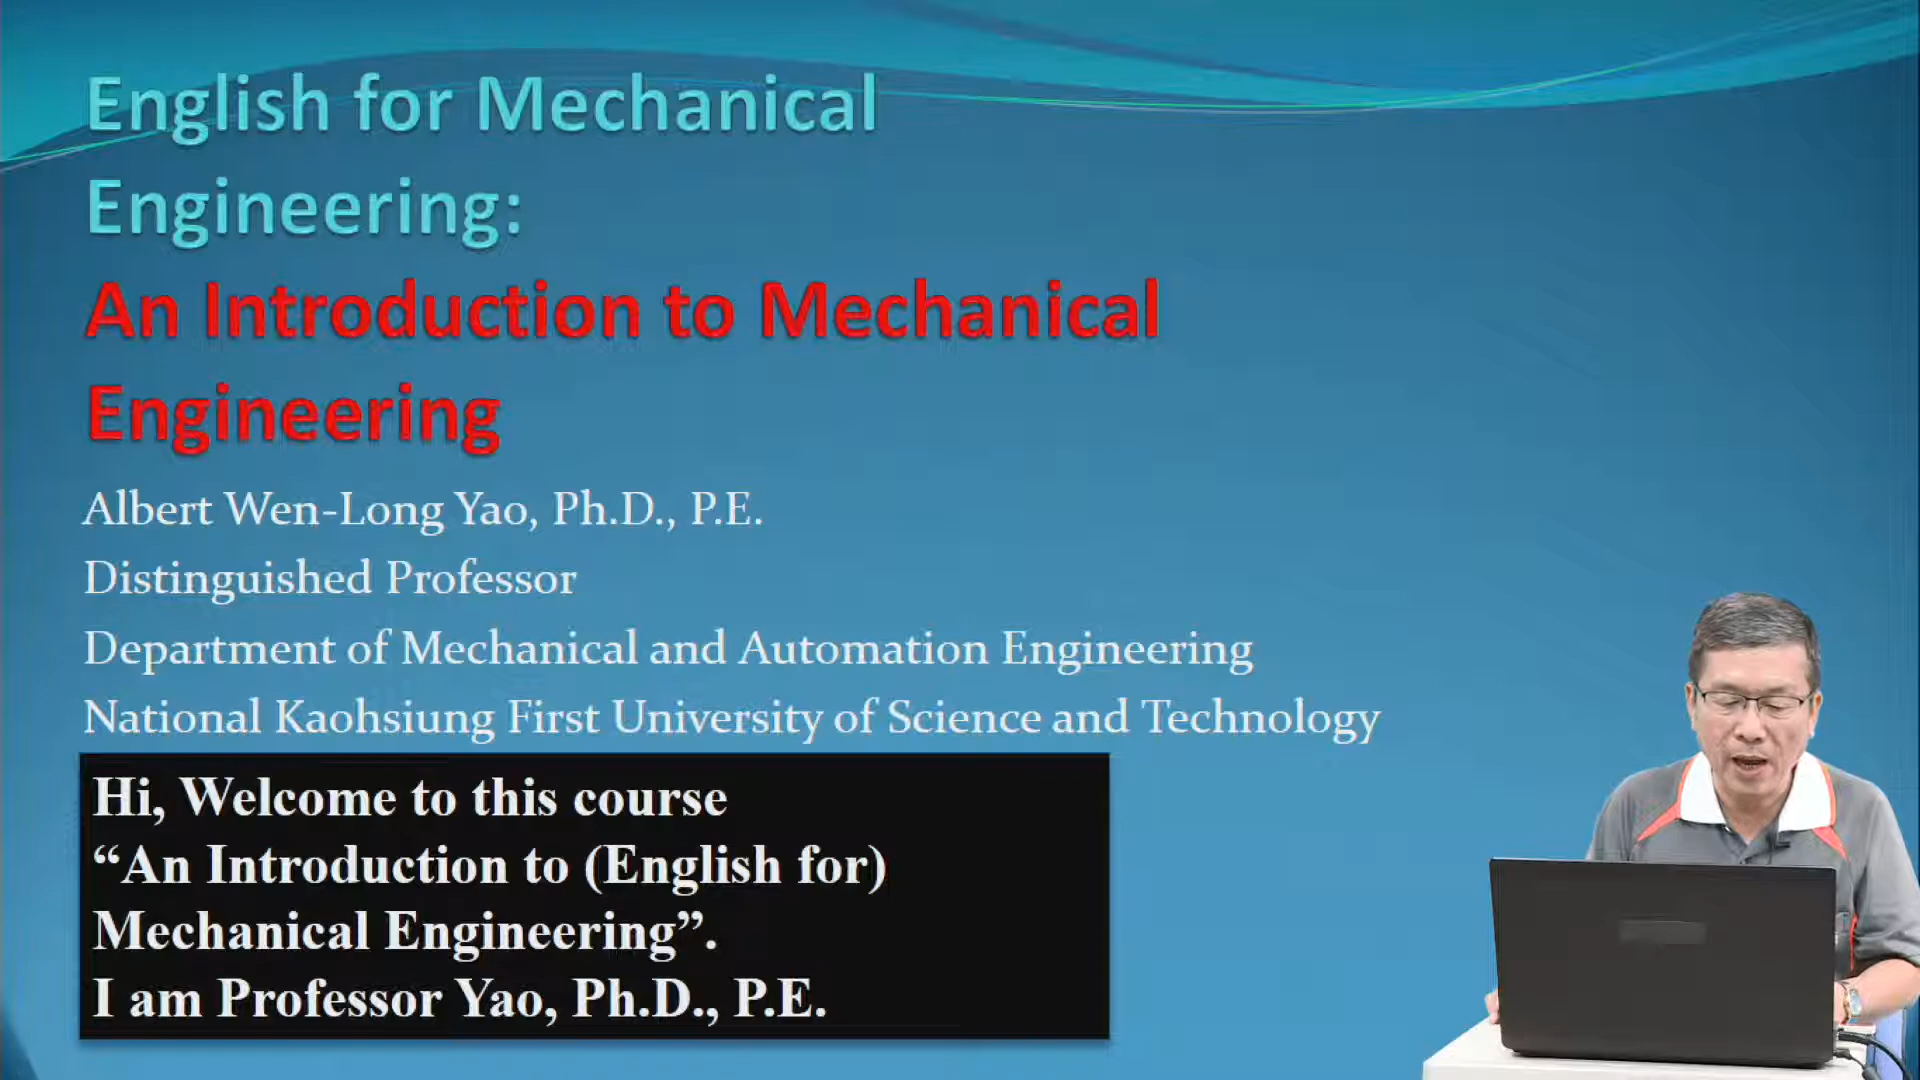 English for Mechanical
Engineering:
An Introduction to Mechanical
Engineering
Albert Wen-Long Yao, Ph.D., P.E.
Distinguished Professor
Department of Mechanical and Automation Engineering
National Kaohsiung First University of Science and Technology
Hi, Welcome to this course
“An Introduction to (English for)
Mechanical Engineering”.
I am Professor Yao, Ph.D., P.E.